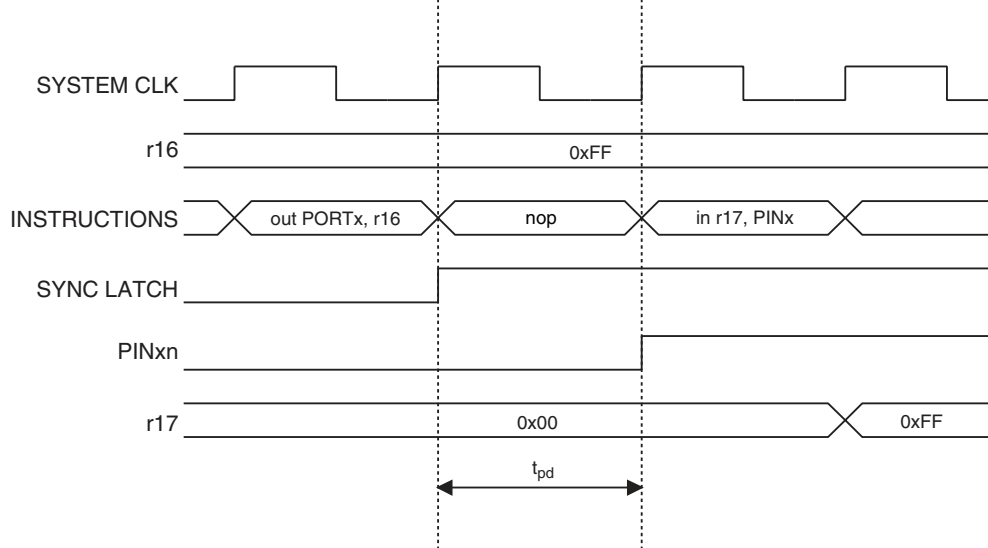 SYSTEM CLK
r16
0xFF
INSTRUCTIONS
out PORTx, r16
nop
in r17, PINx
SYNC LATCH
PINxn
r17
0x00
0xFF
tpd